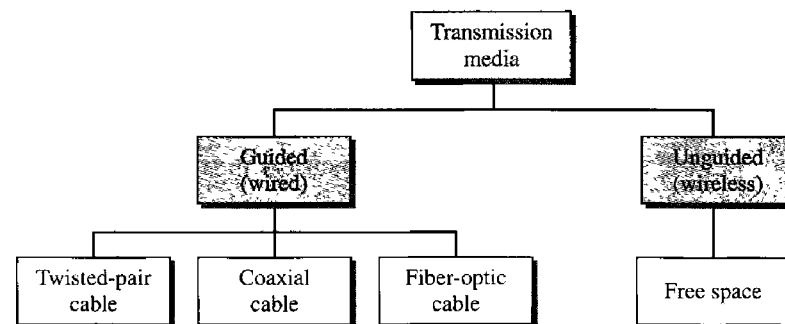 Transmission
media
Guided
(wired)
Unguided
(wireless)
Twisted-pair
cable
Coaxial
cable
Fiber-optic
cable
Free space